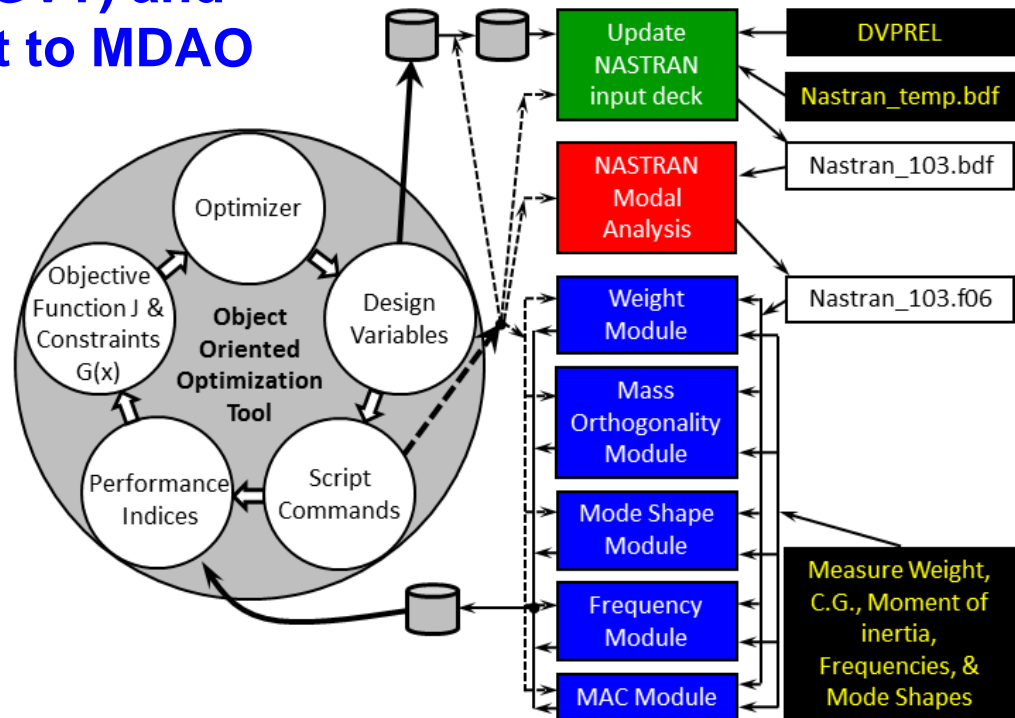 t to MDAO
Optimizer
Design
Variables
Script
Commands
Performance
Indices
Objective
Function J &
Constraints
G(x)
Object
Oriented
Optimization
Tool
Update
NASTRAN
input deck
NASTRAN
Modal
Analysis
Weight
Module
Mass
Orthogonality
Module
Mode Shape
Module
Frequency
Module
MAC Module
DVPREL
Nastran_temp.bdf
Nastran_103.bdf
Nastran_103.f06
Measure Weight,
C.G., Moment of
inertia,
Frequencies, &
Mode Shapes